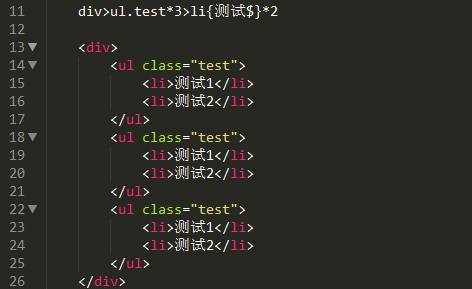 11 div>ul.test*3>li{测试$}*2
12
13 <div>
14 <ul class="test">
15 <li>测试1</li>
16 <li>测试2</li>
17 </ul>
18 <ul class="test">
19 <li>测试1</li>
20 <li>测试2</li>
21 </ul>
22 <ul class="test">
23 <li>测试1</li>
24 <li>测试2</li>
25 </ul>
26 </div>